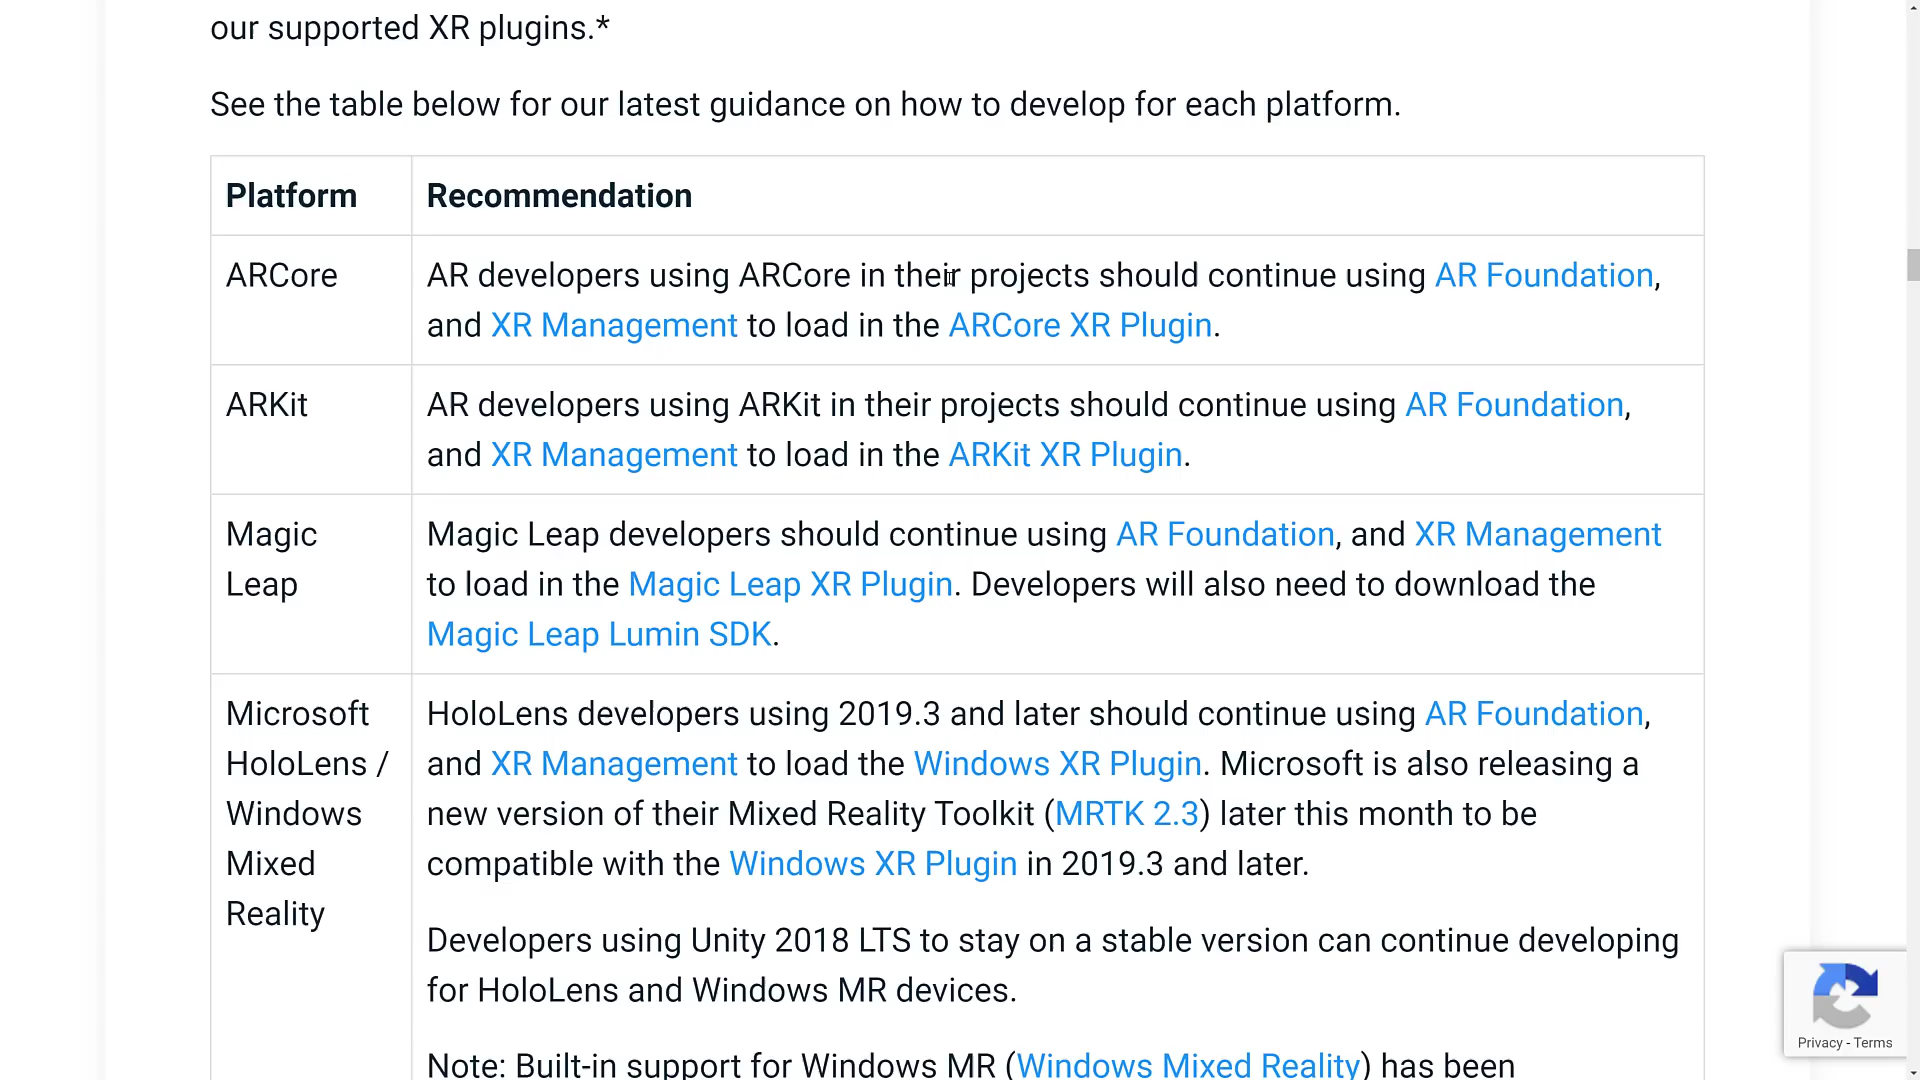 our supported XR plugins.*
See the table below for our latest guidance on how to develop for each platform.
Platform
Recommendation
ARCore
AR developers using ARCore in their projects should continue using AR Foundation,
and XR Management to load in the ARCore XR Plugin.
ARKit
AR developers using ARKit in their projects should continue using AR Foundation,
and XR Management to load in the ARKit XR Plugin.
Magic
Leap
Magic Leap developers should continue using AR Foundation, and XR Management
to load in the Magic Leap XR Plugin. Developers will also need to download the
Magic Leap Lumin SDK.
Microsoft
HoloLens /
Windows
Mixed
Reality
HoloLens developers using 2019.3 and later should continue using AR Foundation,
and XR Management to load the Windows XR Plugin. Microsoft is also releasing a
new version of their Mixed Reality Toolkit (MRTK 2.3) later this month to be
compatible with the Windows XR Plugin in 2019.3 and later.
Developers using Unity 2018 LTS to stay on a stable version can continue developing
for HoloLens and Windows MR devices.
Note: Built-in support for Windows MR (Windows Mixed Reality) has been
Privacy - Terms